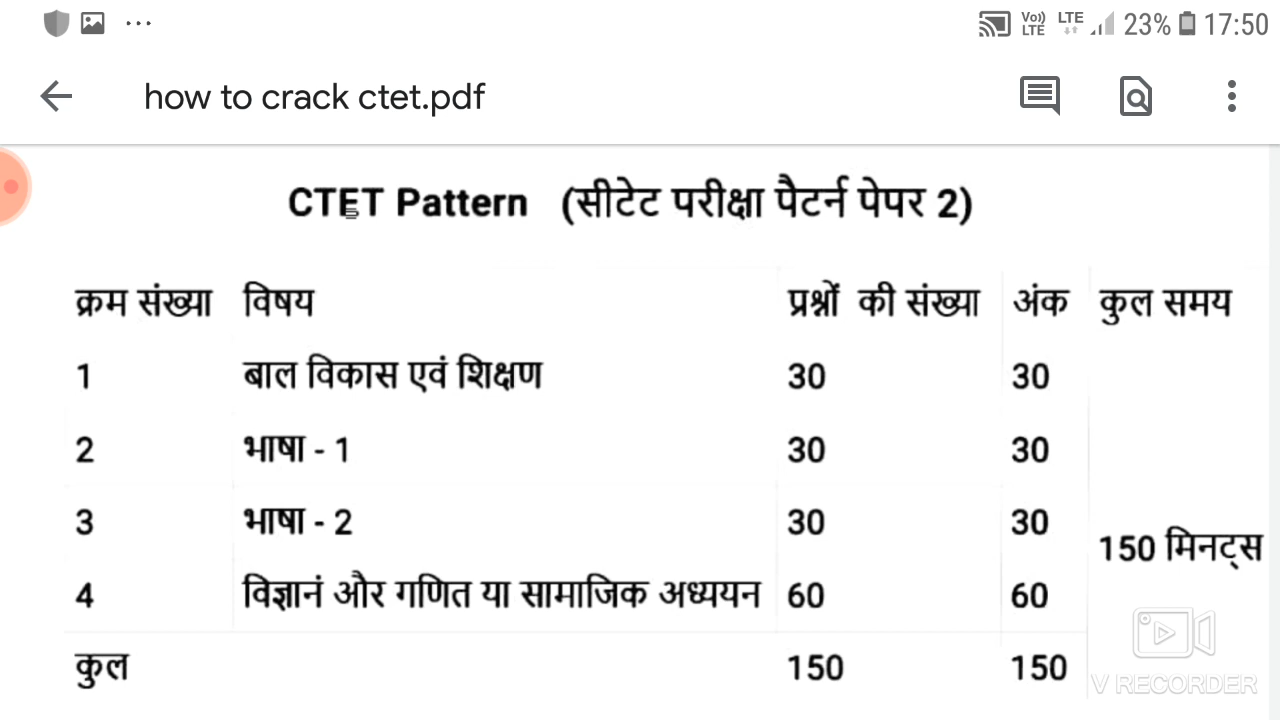 23% 17:50
how to crack ctet.pdf
CTET Pattern (सीटेट परीक्षा पैटर्न पेपर 2)
क्रम संख्या विषय प्रश्नों की संख्या अंक कुल समय
1 बाल विकास एवं शिक्षण 30 30
2 भाषा - 1 30 30
3 भाषा - 2 30 30
150 मिनट्स
4 विज्ञानं और गणित या सामाजिक अध्ययन 60 60
कुल 150 150
V RECORDER